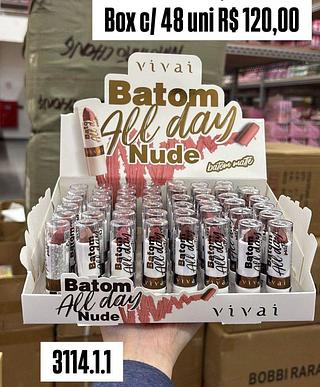 Box c/ 48 uni R$ 120,00
vivai
Batom
All day
Nude
batom mate
Batom
All day
Nude
vivai
3114.1.1
BOBBI RARA